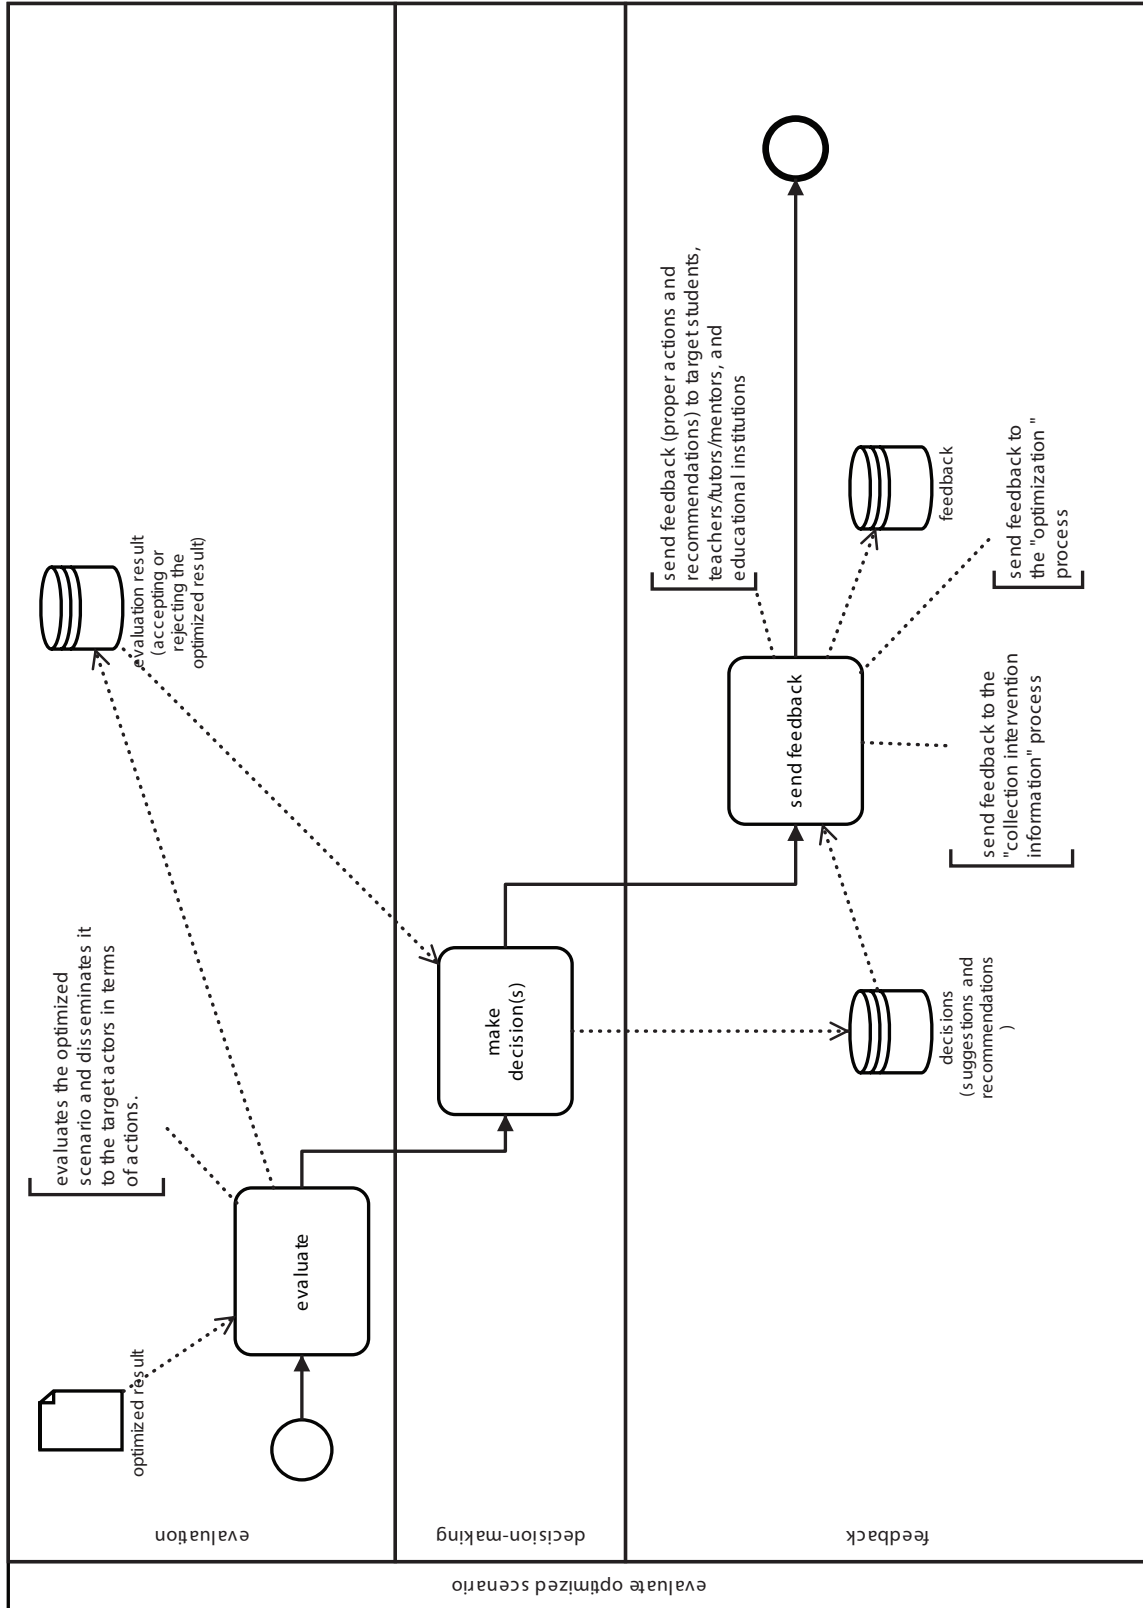 evaluate optimized scenario
evaluation
decision-making
feedback
optimized result
evaluate
evaluates the optimized
scenario and disseminates it
to the target actors in terms
of actions.
evaluation result
(accepting or
rejecting the
optimized result)
make
decision(s)
decisions
(suggestions and
recommendations
)
send feedback
send feedback (proper actions and
recommendations) to target students,
teachers/tutors/mentors, and
educational institutions
feedback
send feedback to the
"collection intervention
information" process
send feedback to
the "optimization"
process